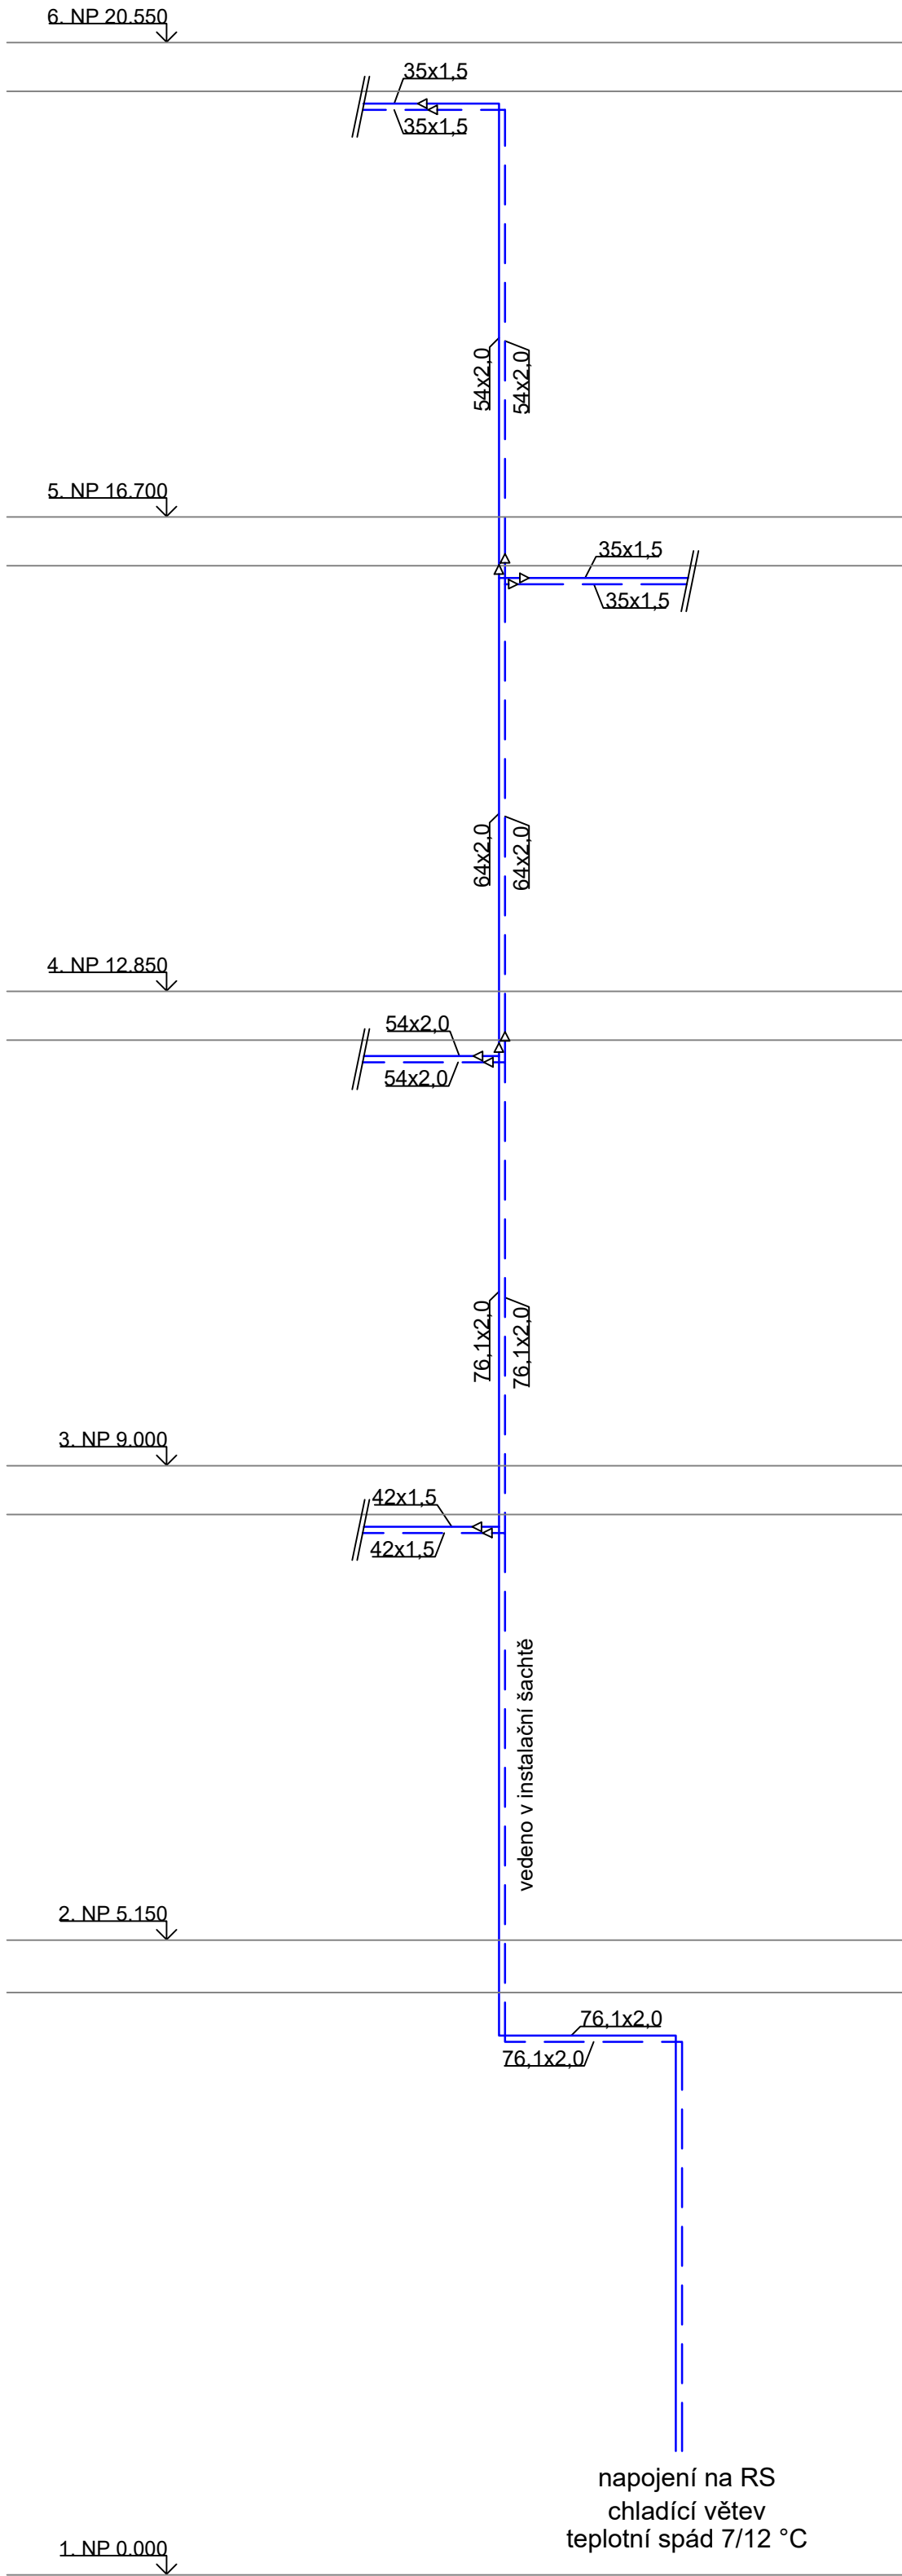 6. NP 20.550
35x1,5
35x1,5
54x2,0
54x2,0
5. NP 16.700
35x1,5
35x1,5
64x2,0
64x2,0
4. NP 12.850
54x2,0
54x2,0
76,1x2,0
76,1x2,0
3. NP 9.000
42x1,5
42x1,5
vedeno v instalační šachtě
2. NP 5.150
76,1x2,0
76,1x2,0
napojení na RS
chladící větev
teplotní spád 7/12 °C
1. NP 0.000